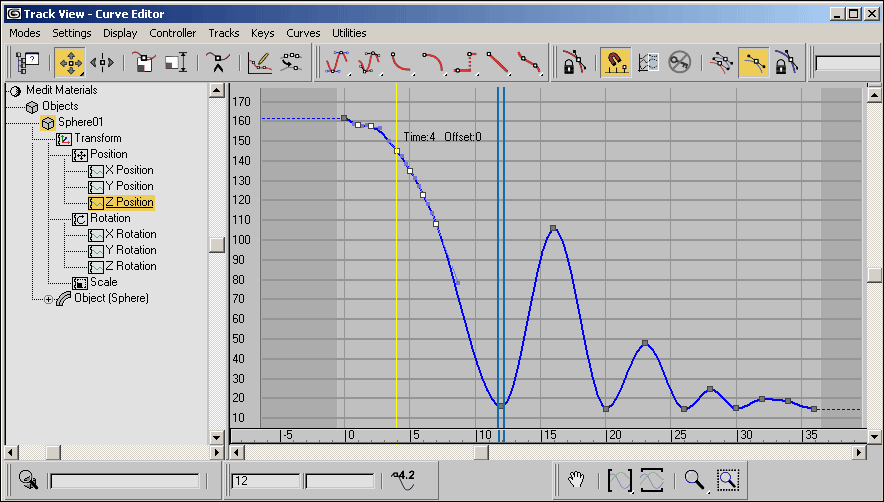 Track View - Curve Editor
Modes Settings Display Controller Tracks Keys Curves Utilities
?
Medit Materials
Objects
Sphere01
Transform
Position
X Position
Y Position
Z Position
Rotation
X Rotation
Y Rotation
Z Rotation
Scale
Object (Sphere)
170
160
150
140
130
120
110
100
90
80
70
60
50
40
30
20
10
Time:4 Offset:0
-5 0 5 10 15 20 25 30 35
12
4.2